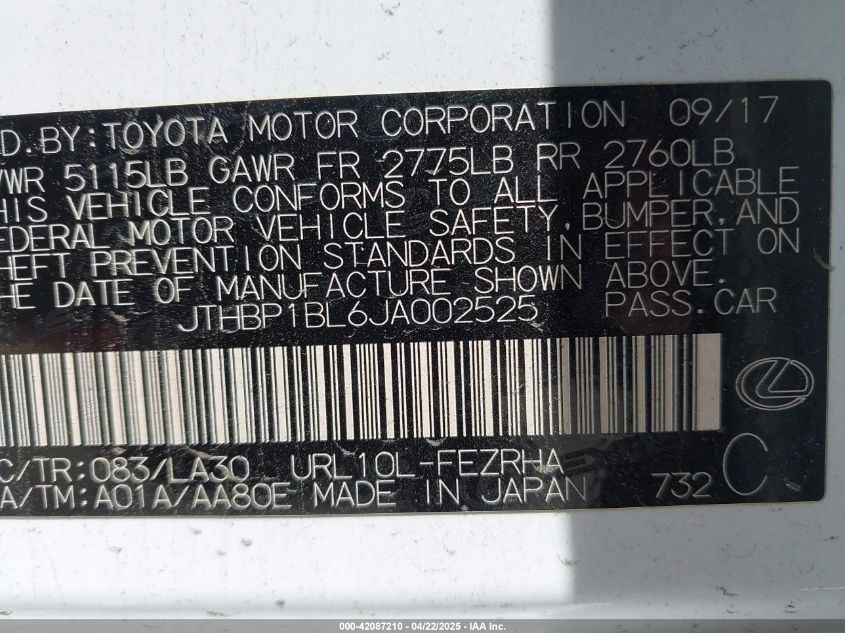 D. BY: TOYOTA MOTOR CORPORATION 09/17
VWR 5115LB GAWR FR 2775LB RR 2760LB
HIS VEHICLE CONFORMS TO ALL APPLICABLE
FEDERAL MOTOR VEHICLE SAFETY, BUMPER, AND
HEFT PREVENTION STANDARDS IN EFFECT ON
HE DATE OF MANUFACTURE SHOWN ABOVE.
JTHBP1BL6JA002525 PASS. CAR
C/TR: 083/LA30 URL10L-FEZRHA
A/TM: A01A/AA80E MADE IN JAPAN 732 C
000-42087210 - 04/22/2025 - IAA Inc.